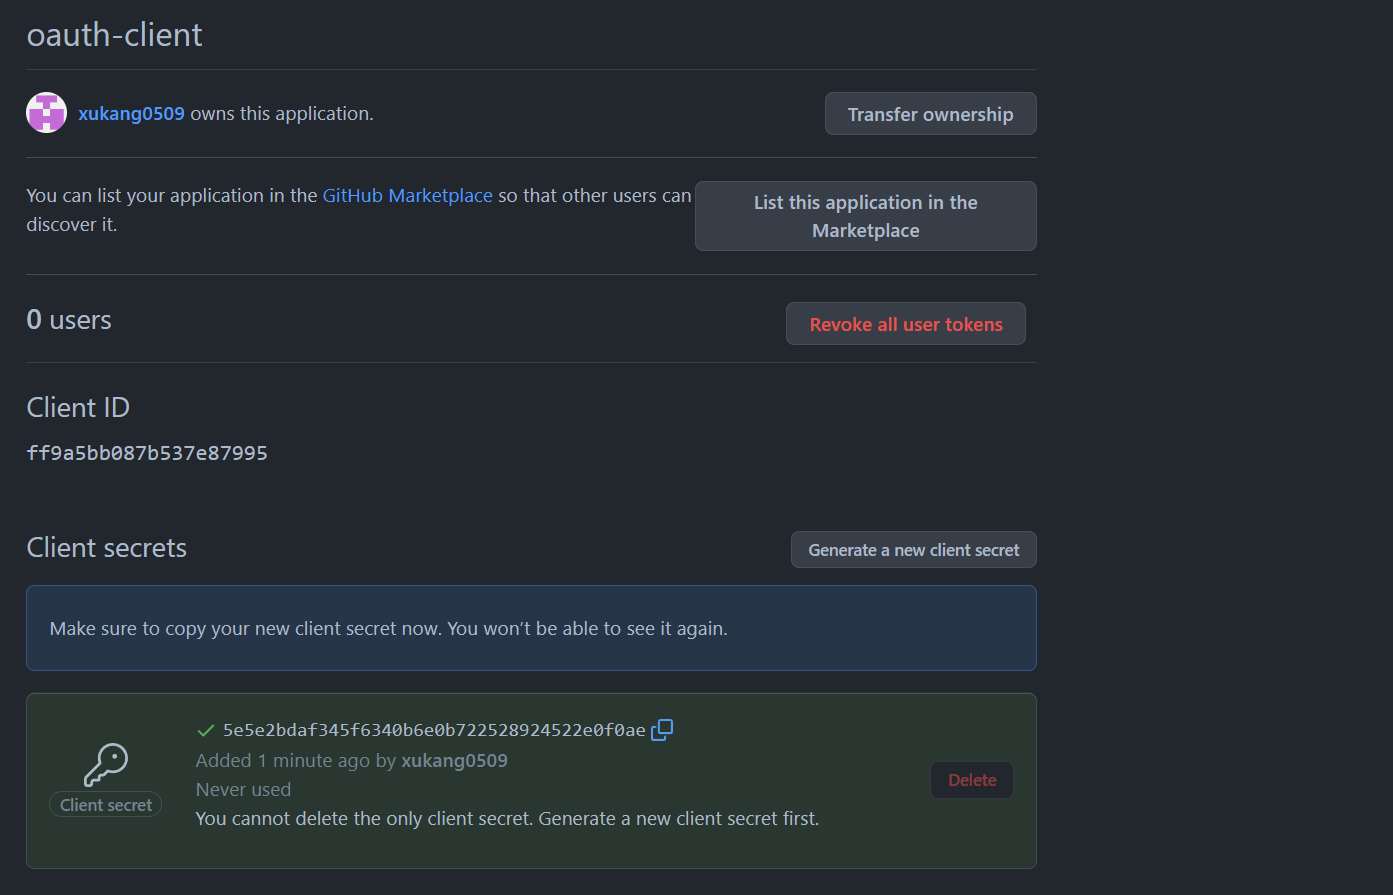 oauth-client
xukang0509 owns this application.
Transfer ownership
You can list your application in the GitHub Marketplace so that other users can
discover it.
List this application in the
Marketplace
0 users
Revoke all user tokens
Client ID
ff9a5bb087b537e87995
Client secrets
Generate a new client secret
Make sure to copy your new client secret now. You won’t be able to see it again.
5e5e2bdaf345f6340b6e0b722528924522e0f0ae
Added 1 minute ago by xukang0509
Never used
You cannot delete the only client secret. Generate a new client secret first.
Client secret
Delete